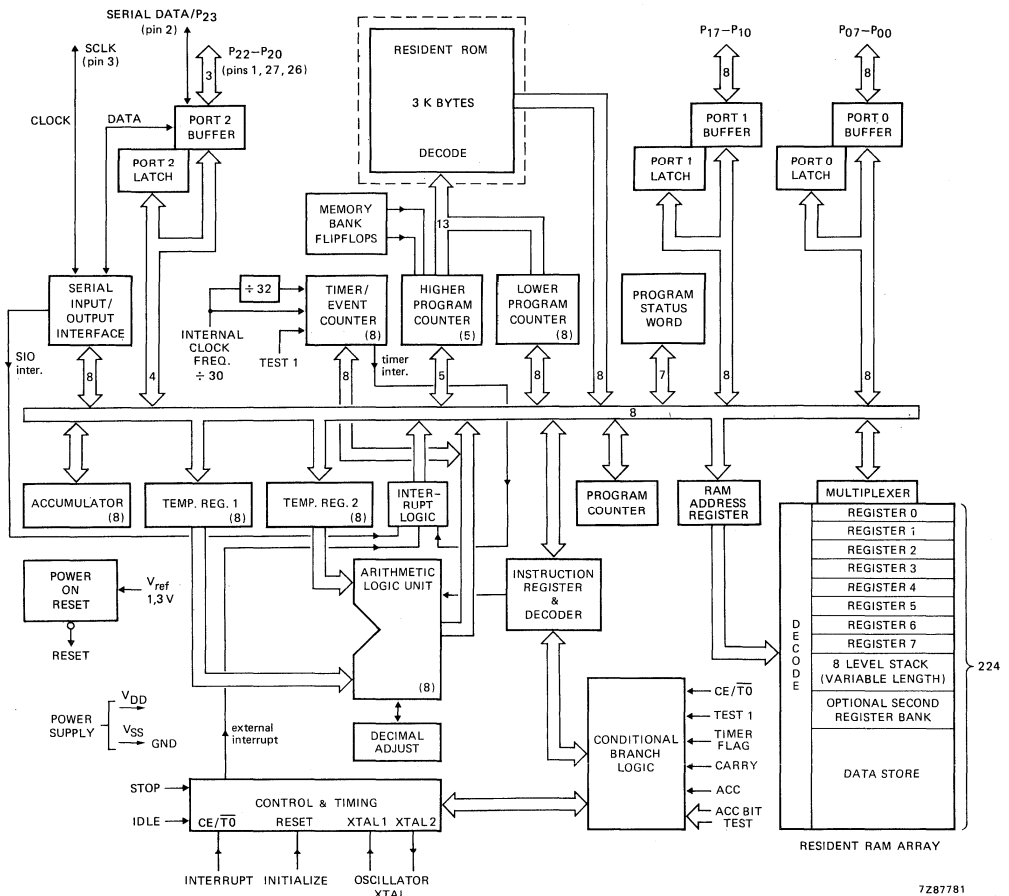 SERIAL DATA/P23
(pin 2)
SCLK
(pin 3)
P22–P20
(pins 1, 27, 26)
3
CLOCK
DATA
PORT 2
BUFFER
PORT 2
LATCH
RESIDENT ROM
3 K BYTES
DECODE
P17–P10
8
PORT 1
BUFFER
PORT 1
LATCH
P07–P00
8
PORT 0
BUFFER
PORT 0
LATCH
MEMORY
BANK
FLIPFLOPS
13
SERIAL
INPUT/
OUTPUT
INTERFACE
÷ 32
TIMER/
EVENT
COUNTER
(8)
HIGHER
PROGRAM
COUNTER
(5)
LOWER
PROGRAM
COUNTER
(8)
PROGRAM
STATUS
WORD
INTERNAL
CLOCK
FREQ.
÷ 30
TEST 1
timer
inter.
SIO
inter.
8
4
8
5
8
8
7
8
8
8
ACCUMULATOR
(8)
TEMP. REG. 1
(8)
TEMP. REG. 2
(8)
INTER–
RUPT
LOGIC
PROGRAM
COUNTER
RAM
ADDRESS
REGISTER
MULTIPLEXER
REGISTER 0
REGISTER 1
REGISTER 2
REGISTER 3
REGISTER 4
REGISTER 5
REGISTER 6
REGISTER 7
8 LEVEL STACK
(VARIABLE LENGTH)
OPTIONAL SECOND
REGISTER BANK
DATA STORE
DECODE
224
RESIDENT RAM ARRAY
POWER
ON
RESET
Vref
1,3 V
RESET
ARITHMETIC
LOGIC UNIT
(8)
INSTRUCTION
REGISTER
&
DECODER
DECIMAL
ADJUST
POWER
SUPPLY
VDD
VSS
GND
external
interrupt
CONDITIONAL
BRANCH
LOGIC
CE/T0
TEST 1
TIMER
FLAG
CARRY
ACC
ACC BIT
TEST
STOP
IDLE
CONTROL & TIMING
CE/T0 RESET XTAL 1 XTAL 2
INTERRUPT INITIALIZE OSCILLATOR
XTAL
7Z87781